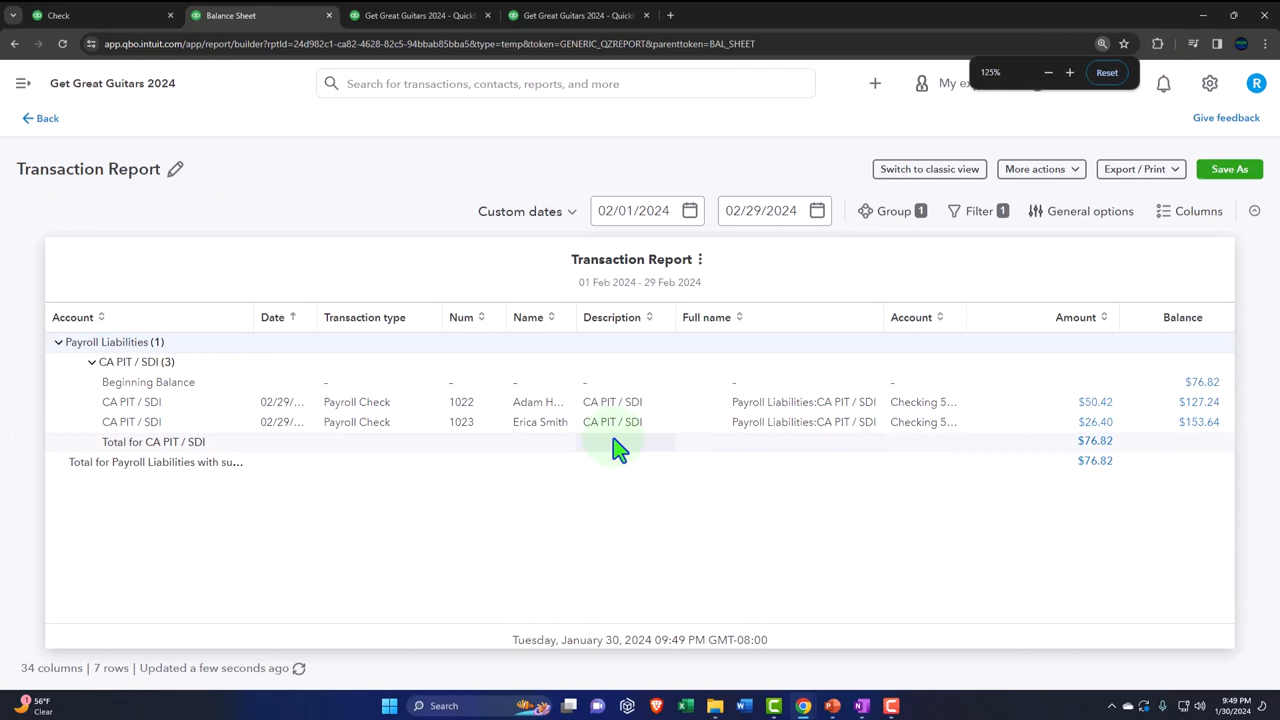 Check
Balance Sheet
Get Great Guitars 2024 - QuickB
Get Great Guitars 2024 - QuickB
qbo.intuit.com/app/report/builder?rptId=24d982c1-ca82-4628-82c5-94bbab85bba5&type=temp&token=GENERIC_QZREPORT&parenttoken=BAL_SHEET
125%
Reset
Get Great Guitars 2024
Search for transactions, contacts, reports, and more
My ex
R
Back
Give feedback
Transaction Report
Switch to classic view
More actions
Export / Print
Save As
Custom dates
02/01/2024
02/29/2024
Group 1
Filter 1
General options
Columns
Transaction Report
01 Feb 2024 - 29 Feb 2024
Account Date Transaction type Num Name Description Full name Account Amount Balance
Payroll Liabilities (1)
CA PIT / SDI (3)
Beginning Balance - - - - - - $76.82
CA PIT / SDI 02/29/... Payroll Check 1022 Adam H... CA PIT / SDI Payroll Liabilities:CA PIT / SDI Checking 5... $50.42 $127.24
CA PIT / SDI 02/29/... Payroll Check 1023 Erica Smith CA PIT / SDI Payroll Liabilities:CA PIT / SDI Checking 5... $26.40 $153.64
Total for CA PIT / SDI $76.82
Total for Payroll Liabilities with su... $76.82
Tuesday, January 30, 2024 09:49 PM GMT-08:00
34 columns | 7 rows | Updated a few seconds ago
56°F
Clear
Search
9:49 PM
1/30/2024